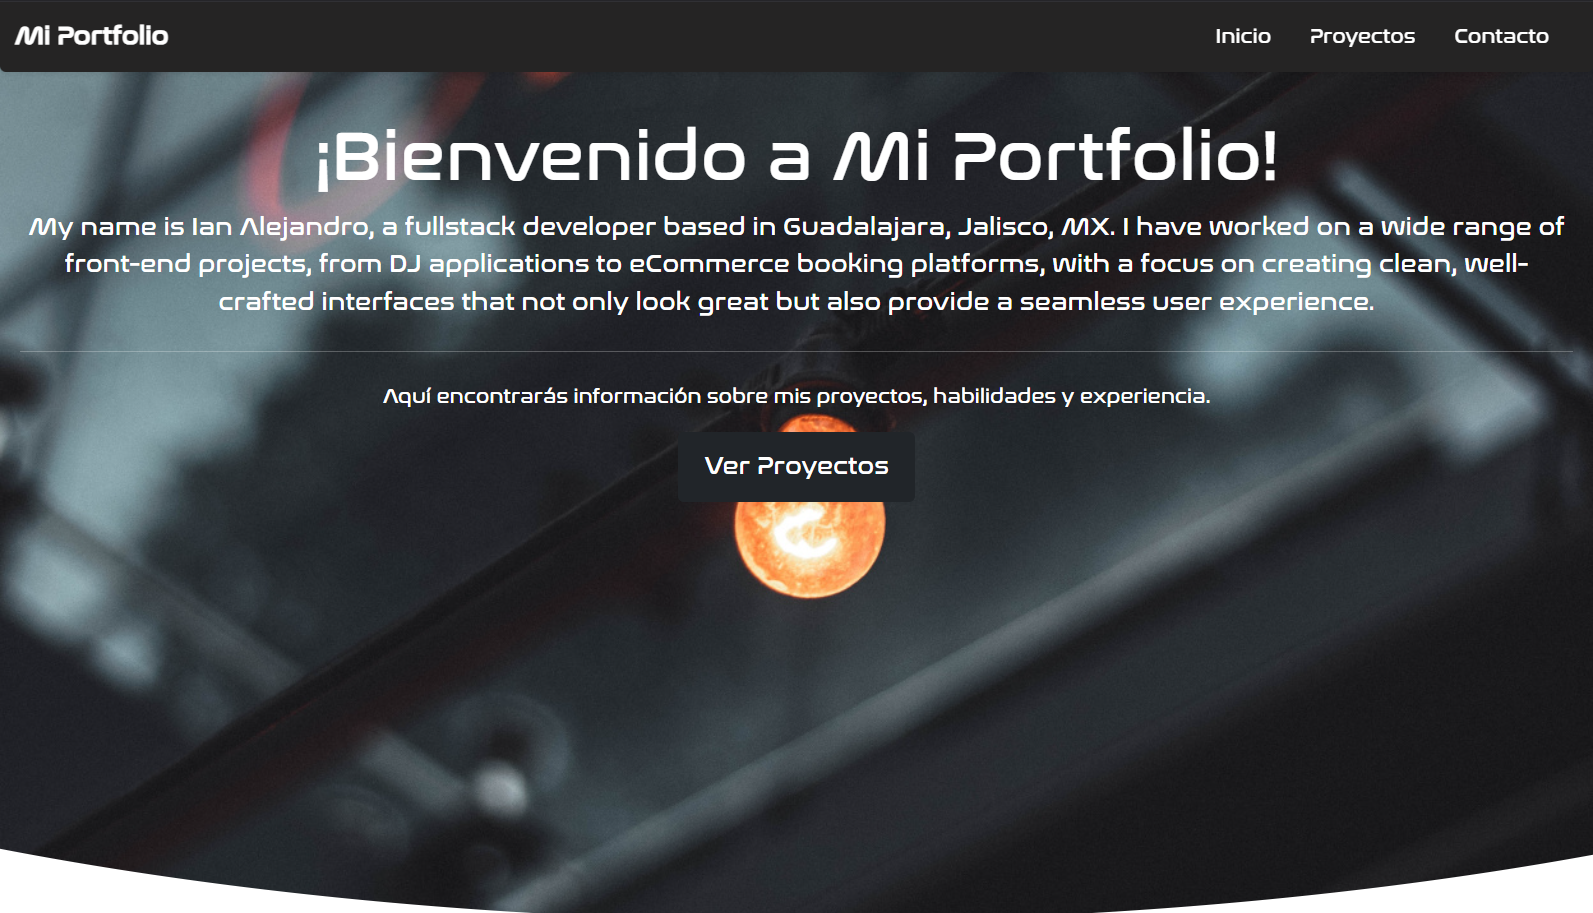 Mi Portfolio
Inicio Proyectos Contacto
¡Bienvenido a Mi Portfolio!
My name is Ian Alejandro, a fullstack developer based in Guadalajara, Jalisco, MX. I have worked on a wide range of
front-end projects, from DJ applications to eCommerce booking platforms, with a focus on creating clean, well-
crafted interfaces that not only look great but also provide a seamless user experience.
Aquí encontrarás información sobre mis proyectos, habilidades y experiencia.
Ver Proyectos